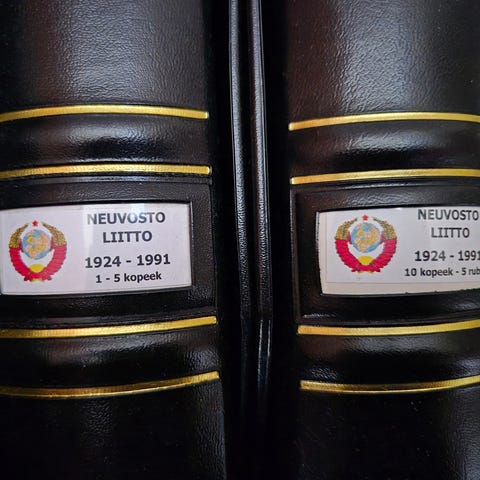 NEUVOSTO
LIITTO
1924 - 1991
1 - 5 kopeek
NEUVOSTO
LIITTO
1924 - 1991
10 kopeek - 5 rub